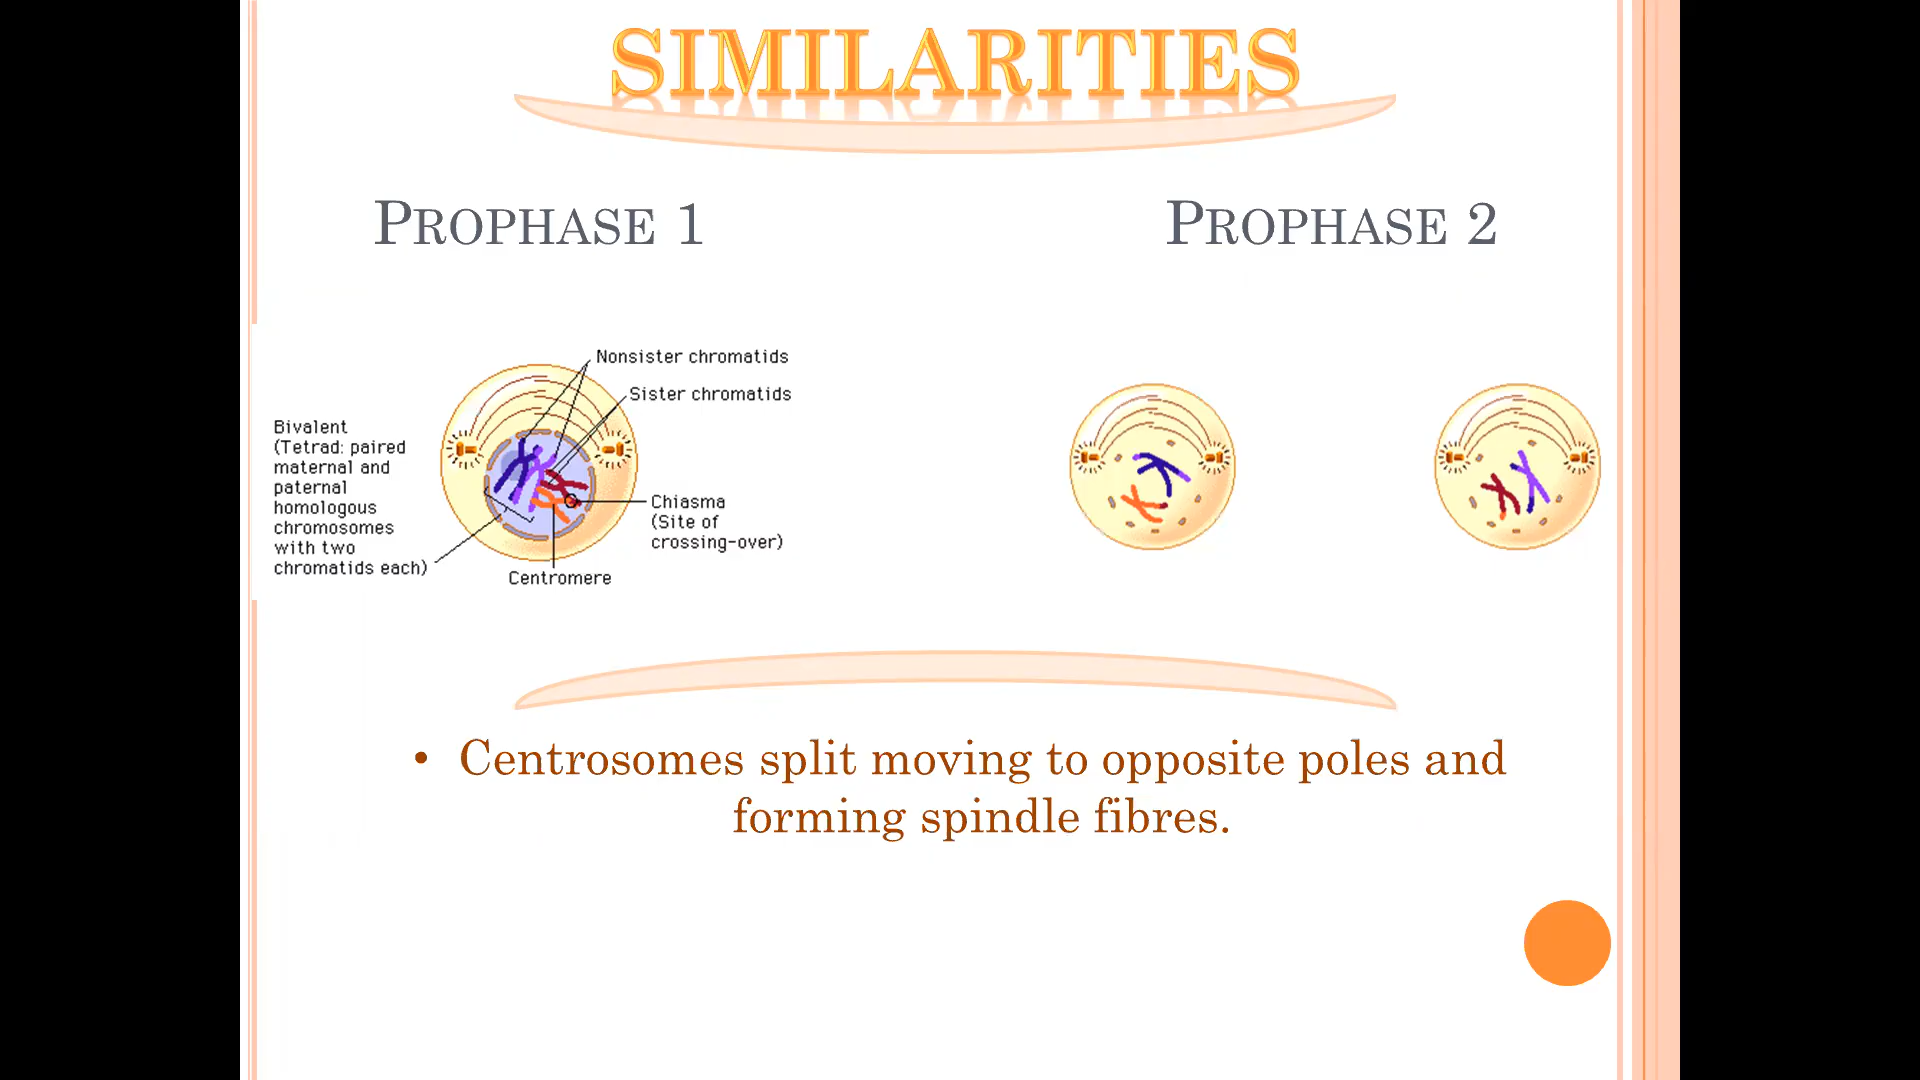 SIMILARITIES
PROPHASE 1
PROPHASE 2
Nonsister chromatids
Sister chromatids
Bivalent
(Tetrad: paired
maternal and
paternal
homologous
chromosomes
with two
chromatids each)
Chiasma
(Site of
crossing-over)
Centromere
• Centrosomes split moving to opposite poles and
forming spindle fibres.